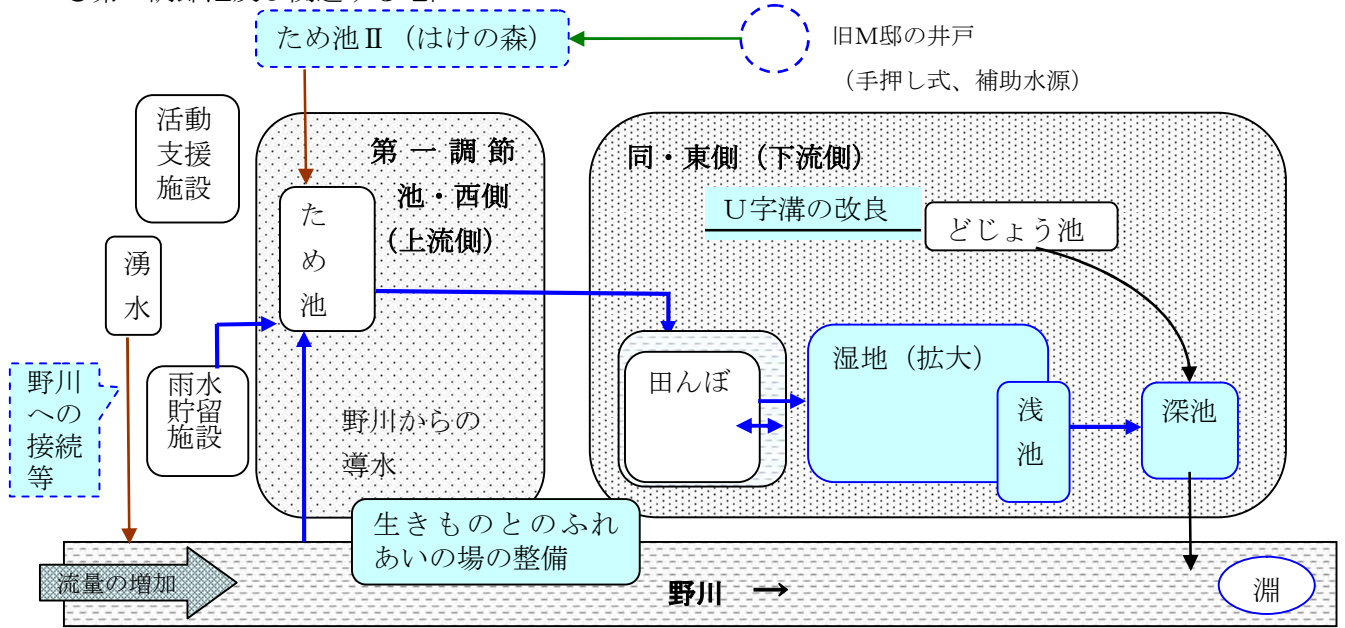 ため池Ⅱ（はけの森）
旧Ｍ邸の井戸
（手押し式、補助水源）
活動
支援
施設
第一調節
池・西側
（上流側）
同・東側（下流側）
Ｕ字溝の改良
どじょう池
た
め
池
湧
水
野川
への
接続
等
雨水
貯留
施設
野川からの
導水
田んぼ
湿地（拡大）
浅
池
深池
生きものとのふれ
あいの場の整備
流量の増加
野川　→
淵